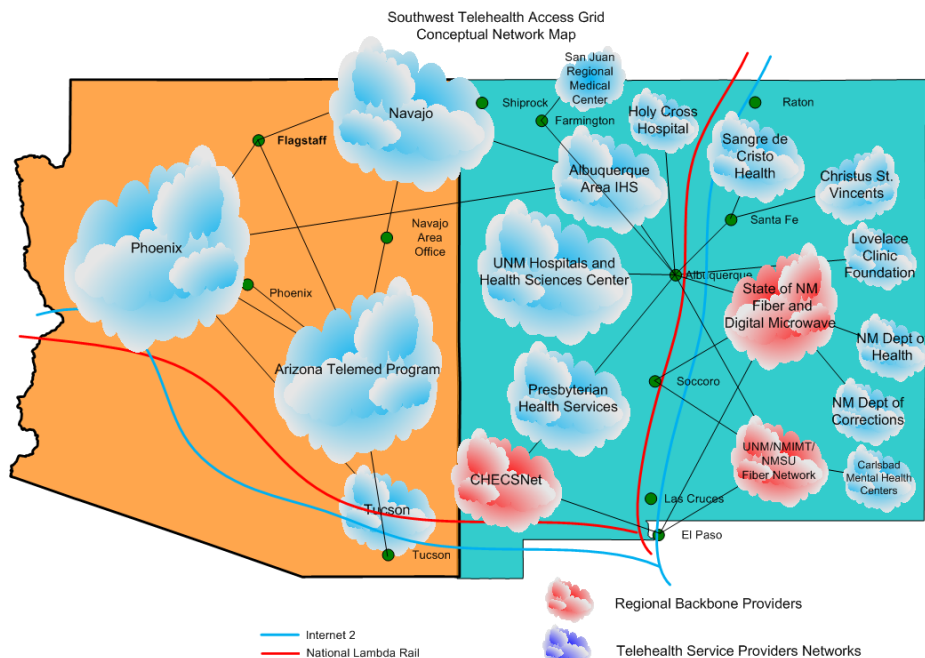 Southwest Telehealth Access Grid
Conceptual Network Map
San Juan
Regional
Medical
Center
Navajo
Shiprock
Farmington
Holy Cross
Hospital
Raton
Sangre de
Cristo
Health
Flagstaff
Albuquerque
Area IHS
Christus St.
Vincents
Phoenix
Navajo
Area
Office
Santa Fe
Lovelace
Clinic
Foundation
UNM Hospitals and
Health Sciences Center
Albuquerque
Phoenix
State of NM
Fiber and
Digital Microwave
NM Dept of
Health
Arizona Telemed Program
Presbyterian
Health Services
Soccoro
NM Dept of
Corrections
UNM/NMIMT/
NMSU
Fiber Network
Carlsbad
Mental Health
Centers
CHECSNet
Las Cruces
Tucson
El Paso
Tucson
Regional Backbone Providers
Internet 2
National Lambda Rail
Telehealth Service Providers Networks